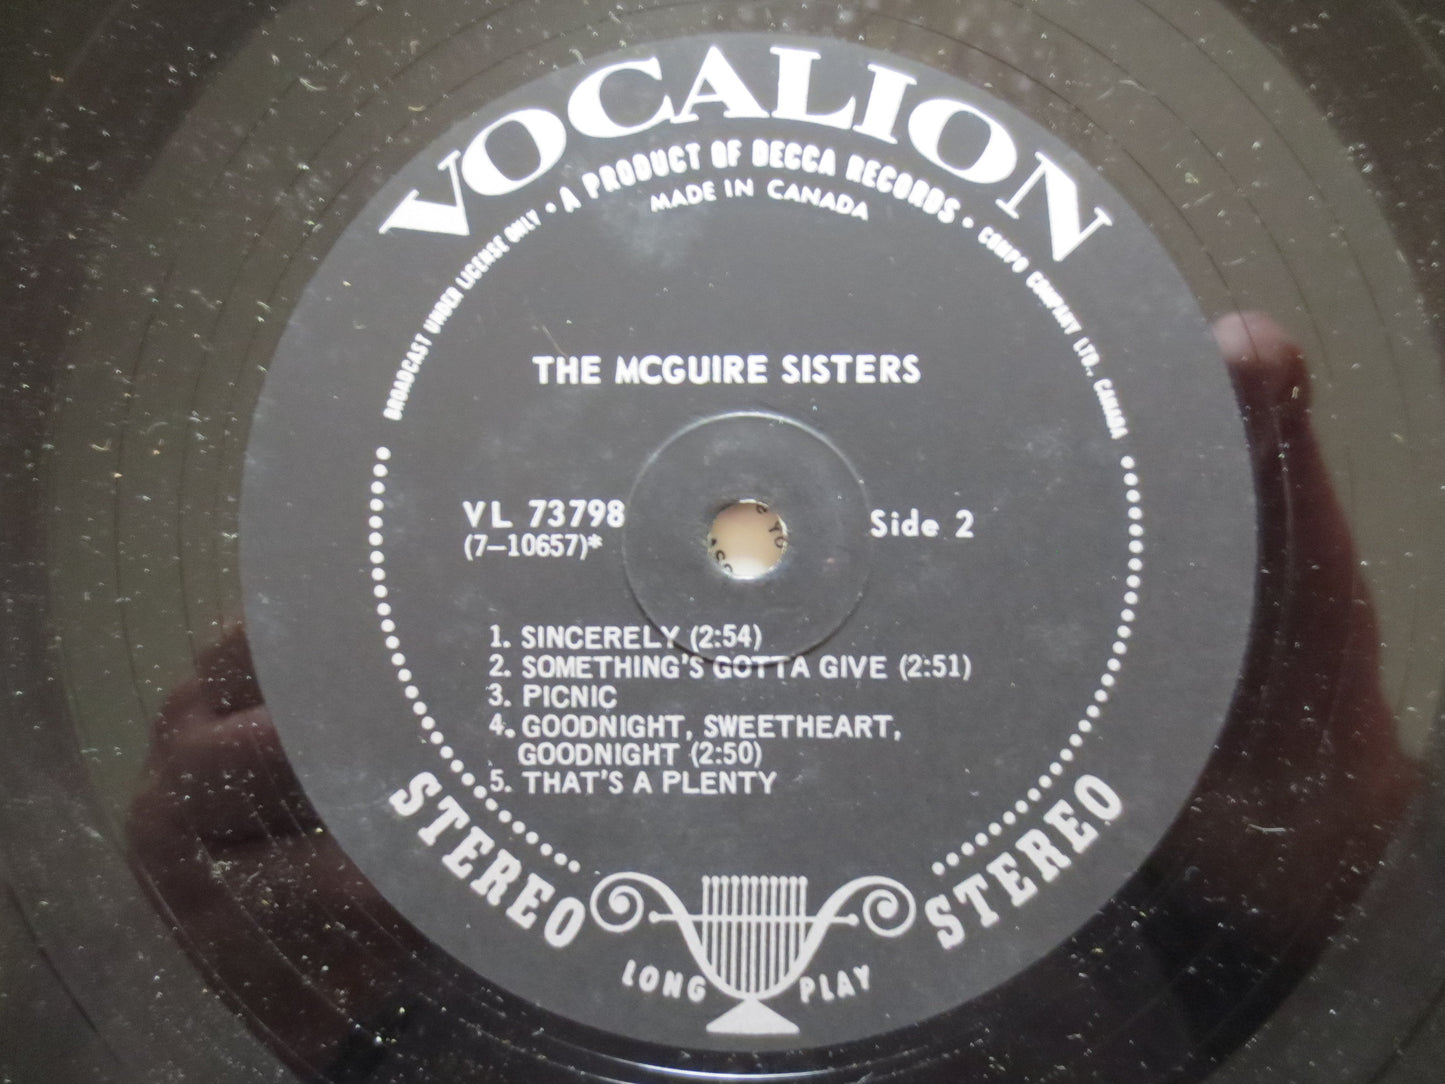 VOCALION
BROADCAST UNDER LICENSE ONLY • A PRODUCT OF DECCA RECORDS • COMPO COMPANY LTD., CANADA
MADE IN CANADA
THE MCGUIRE SISTERS
VL 73798
(7-10657)*
Side 2
1. SINCERELY (2:54)
2. SOMETHING'S GOTTA GIVE (2:51)
3. PICNIC
4. GOODNIGHT, SWEETHEART,
GOODNIGHT (2:50)
5. THAT'S A PLENTY
STEREO
STEREO
LONG PLAY